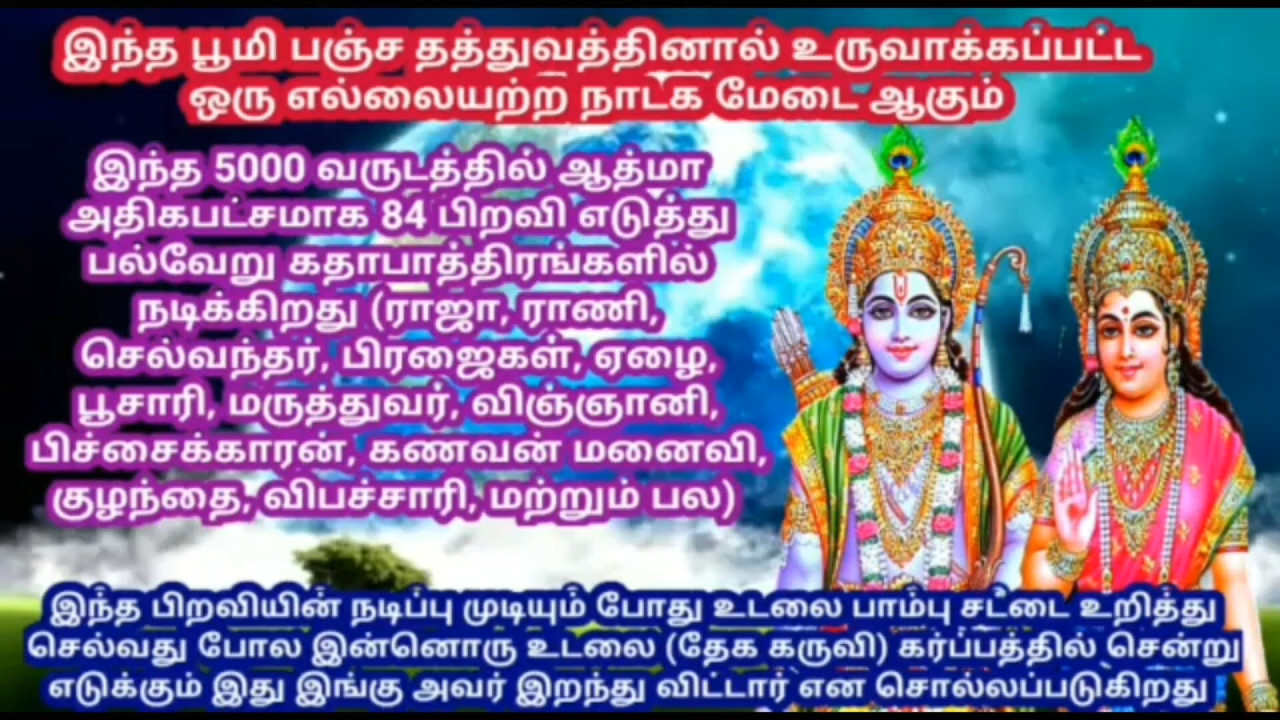 இந்த பூமி பஞ்ச தத்துவத்தினால் உருவாக்கப்பட்ட
ஒரு எல்லையற்ற நாடக மேடை ஆகும்
இந்த 5000 வருடத்தில் ஆத்மா
அதிகபட்சமாக 84 பிறவி எடுத்து
பல்வேறு கதாபாத்திரங்களில்
நடிக்கிறது (ராஜா, ராணி,
செல்வந்தர், பிரஜைகள், ஏழை,
பூசாரி, மருத்துவர், விஞ்ஞானி,
பிச்சைக்காரன், கணவன் மனைவி,
குழந்தை, விபச்சாரி, மற்றும் பல)
இந்த பிறவியின் நடிப்பு முடியும் போது உடலை பாம்பு சட்டை உறித்து
செல்வது போல இன்னொரு உடலை (தேக கருவி) கர்ப்பத்தில் சென்று
எடுக்கும் இது இங்கு அவர் இறந்து விட்டார் என சொல்லப்படுகிறது